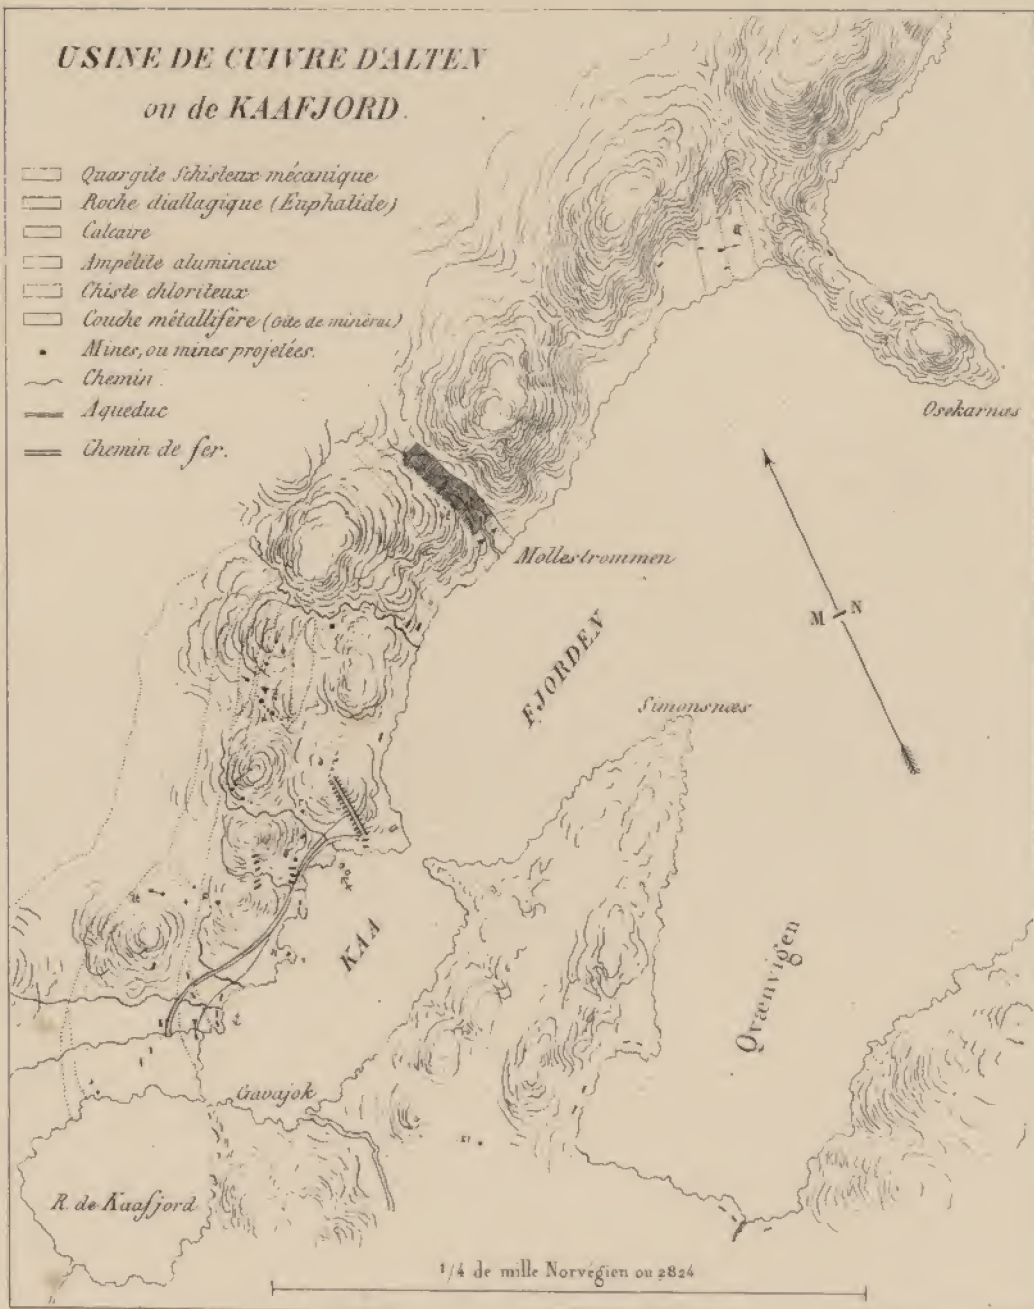 USINE DE CUIVRE D'ALTEN
ou de KAAFJORD.
Quargite Schisteux mécanique
Roche diallagique (Euphalide)
Calcaire
Ampélite alumineux
Chiste chloriteux
Couche métallifère (Gite de minérai)
Mines, ou mines projetées.
Chemin.
Aqueduc
Chemin de fer.
Osekarnæs
Mollestrommen
M N
FJORDEN
Simonsnæs
KAA
Qvænvigen
Gavajok
R. de Kaafjord
1/4 de mille Norvégien ou 2824